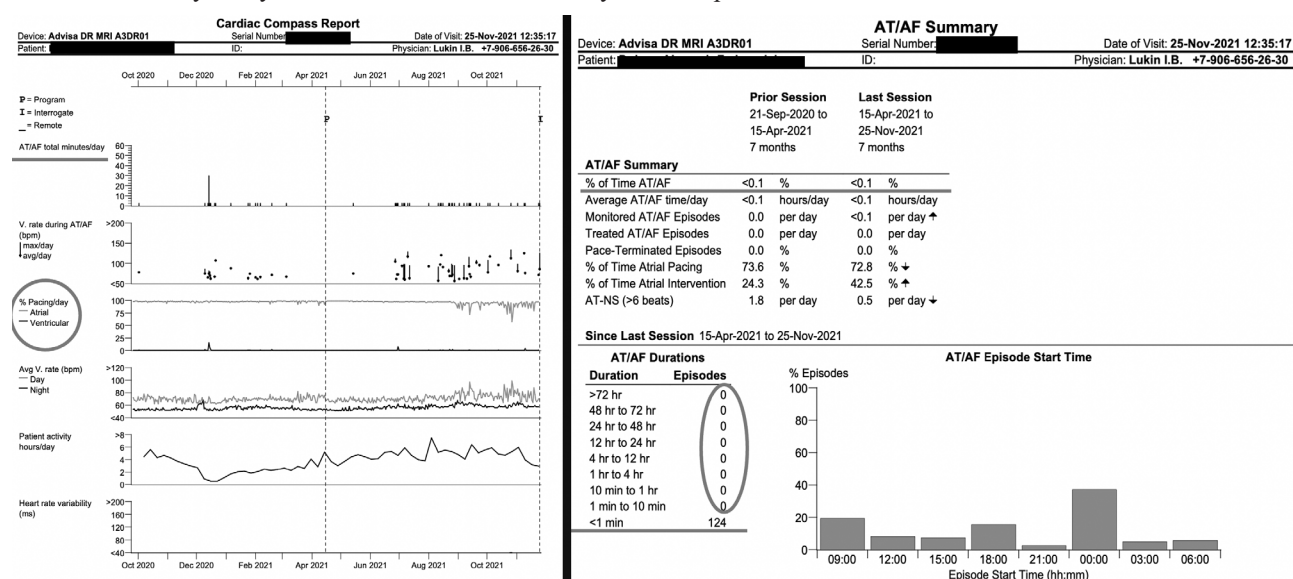 Cardiac Compass Report
Device: Advisa DR MRI A3DR01 Serial Number: Date of Visit: 25-Nov-2021 12:35:17
Patient: ID: Physician: Lukin I.B. +7-906-656-26-30
Oct 2020 Dec 2020 Feb 2021 Apr 2021 Jun 2021 Aug 2021 Oct 2021
P = Program
I = Interrogate
_ = Remote
P I
AT/AF total minutes/day
60
50
40
30
20
10
0
V. rate during AT/AF
(bpm)
max/day
avg/day
>200
150
100
<50
% Pacing/day
Atrial
Ventricular
100
75
50
25
0
Avg V. rate (bpm)
Day
Night
>120
100
80
60
<40
Patient activity
hours/day
>8
6
4
2
0
Heart rate variability
(ms)
>200
160
120
80
<40
Oct 2020 Dec 2020 Feb 2021 Apr 2021 Jun 2021 Aug 2021 Oct 2021
AT/AF Summary
Device: Advisa DR MRI A3DR01 Serial Number: Date of Visit: 25-Nov-2021 12:35:17
Patient: ID: Physician: Lukin I.B. +7-906-656-26-30
Prior Session Last Session
21-Sep-2020 to 15-Apr-2021 to
15-Apr-2021 25-Nov-2021
7 months 7 months
AT/AF Summary
% of Time AT/AF <0.1 % <0.1 %
Average AT/AF time/day <0.1 hours/day <0.1 hours/day
Monitored AT/AF Episodes 0.0 per day <0.1 per day ↑
Treated AT/AF Episodes 0.0 per day 0.0 per day
Pace-Terminated Episodes 0.0 % 0.0 %
% of Time Atrial Pacing 73.6 % 72.8 % ↓
% of Time Atrial Intervention 24.3 % 42.5 % ↑
AT-NS (>6 beats) 1.8 per day 0.5 per day ↓
Since Last Session 15-Apr-2021 to 25-Nov-2021
AT/AF Durations
Duration Episodes
>72 hr 0
48 hr to 72 hr 0
24 hr to 48 hr 0
12 hr to 24 hr 0
4 hr to 12 hr 0
1 hr to 4 hr 0
10 min to 1 hr 0
1 min to 10 min 0
<1 min 124
AT/AF Episode Start Time
% Episodes
100
80
60
40
20
0
09:00 12:00 15:00 18:00 21:00 00:00 03:00 06:00
Episode Start Time (hh:mm)